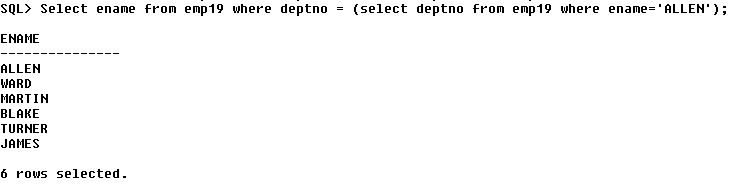 SQL> Select ename from emp19 where deptno = (select deptno from emp19 where ename='ALLEN');
ENAME
---------------
ALLEN
WARD
MARTIN
BLAKE
TURNER
JAMES
6 rows selected.